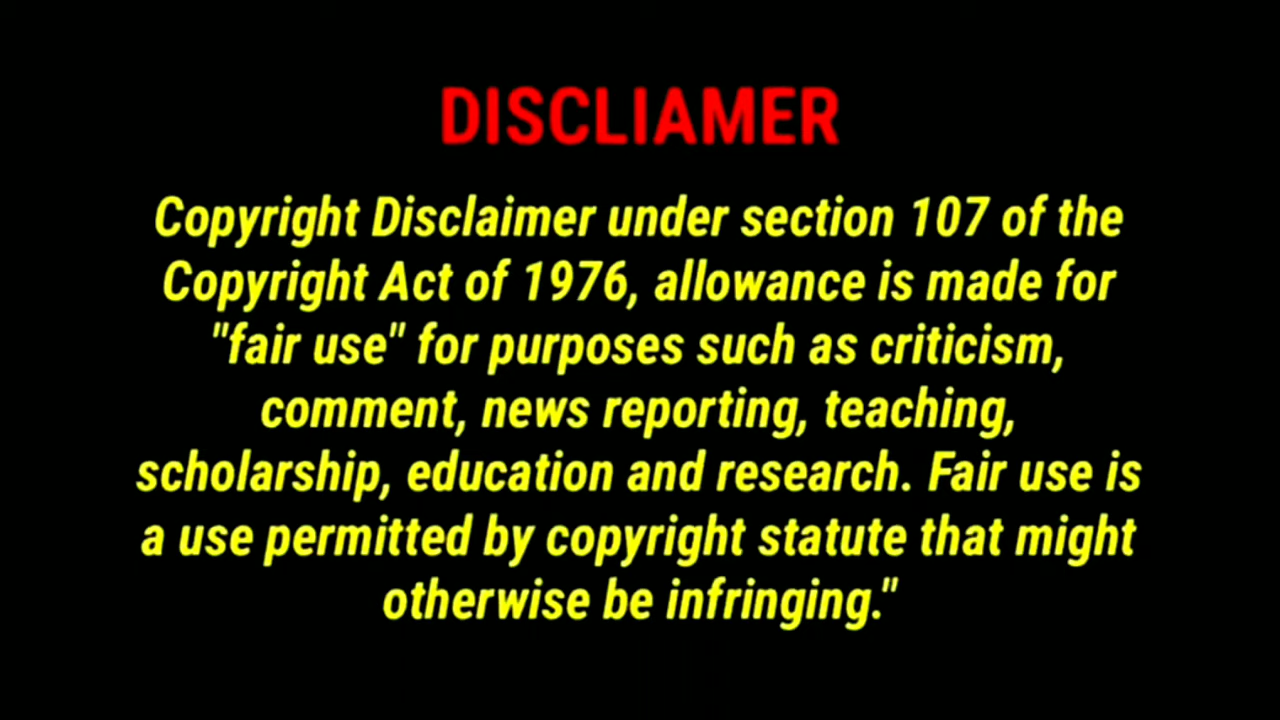 DISCLIAMER
Copyright Disclaimer under section 107 of the
Copyright Act of 1976, allowance is made for
"fair use" for purposes such as criticism,
comment, news reporting, teaching,
scholarship, education and research. Fair use is
a use permitted by copyright statute that might
otherwise be infringing."